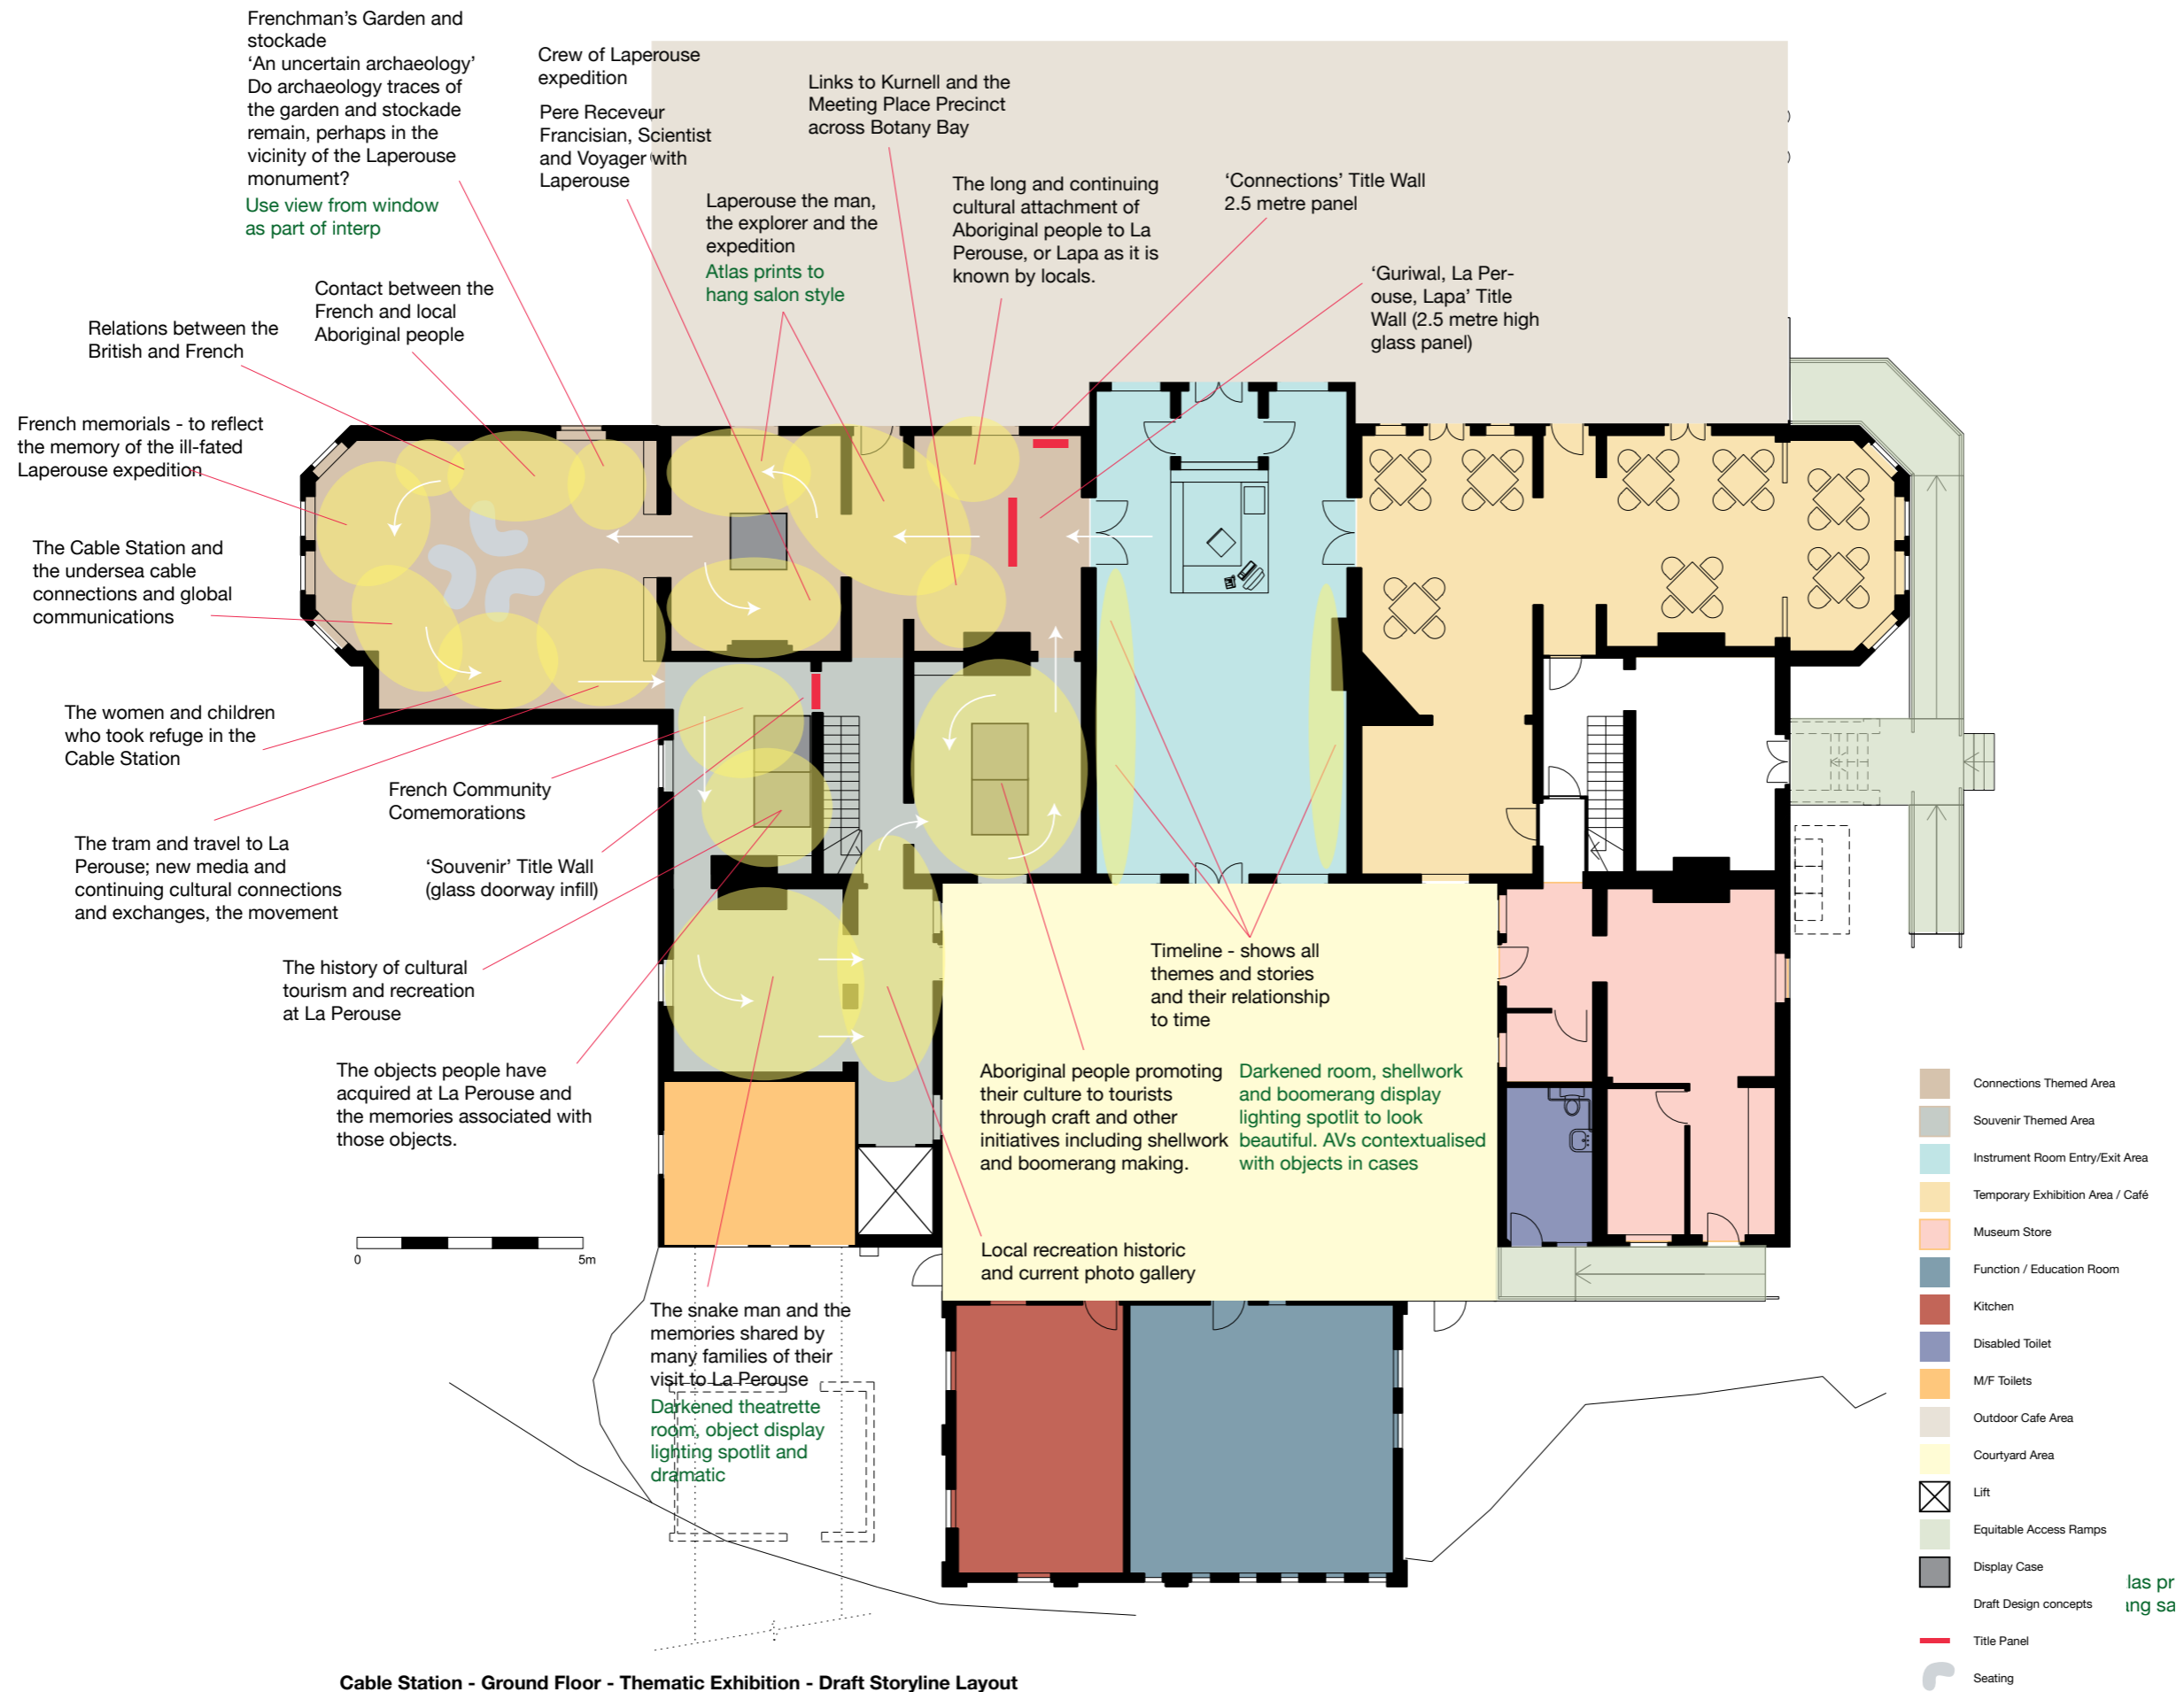 Frenchman’s Garden and
stockade
‘An uncertain archaeology’
Do archaeology traces of
the garden and stockade
remain, perhaps in the
vicinity of the Laperouse
monument?
Use view from window
as part of interp
Crew of Laperouse
expedition
Pere Receveur
Francisian, Scientist
and Voyager with
Laperouse
Links to Kurnell and the
Meeting Place Precinct
across Botany Bay
Laperouse the man,
the explorer and the
expedition
Atlas prints to
hang salon style
The long and continuing
cultural attachment of
Aboriginal people to La
Perouse, or Lapa as it is
known by locals.
‘Connections’ Title Wall
2.5 metre panel
‘Guriwal, La Per-
ouse, Lapa’ Title
Wall (2.5 metre high
glass panel)
Contact between the
French and local
Aboriginal people
Relations between the
British and French
French memorials - to reflect
the memory of the ill-fated
Laperouse expedition
The Cable Station and
the undersea cable
connections and global
communications
The women and children
who took refuge in the
Cable Station
The tram and travel to La
Perouse; new media and
continuing cultural connections
and exchanges, the movement
French Community
Comemorations
‘Souvenir’ Title Wall
(glass doorway infill)
The history of cultural
tourism and recreation
at La Perouse
The objects people have
acquired at La Perouse and
the memories associated with
those objects.
Timeline - shows all
themes and stories
and their relationship
to time
Aboriginal people promoting
their culture to tourists
through craft and other
initiatives including shellwork
and boomerang making.
Darkened room, shellwork
and boomerang display
lighting spotlit to look
beautiful. AVs contextualised
with objects in cases
Local recreation historic
and current photo gallery
The snake man and the
memories shared by
many families of their
visit to La Perouse
Darkened theatrette
room, object display
lighting spotlit and
dramatic
0
5m
Connections Themed Area
Souvenir Themed Area
Instrument Room Entry/Exit Area
Temporary Exhibition Area / Café
Museum Store
Function / Education Room
Kitchen
Disabled Toilet
M/F Toilets
Outdoor Cafe Area
Courtyard Area
Lift
Equitable Access Ramps
Display Case
Draft Design concepts
Title Panel
Seating
Cable Station - Ground Floor - Thematic Exhibition - Draft Storyline Layout